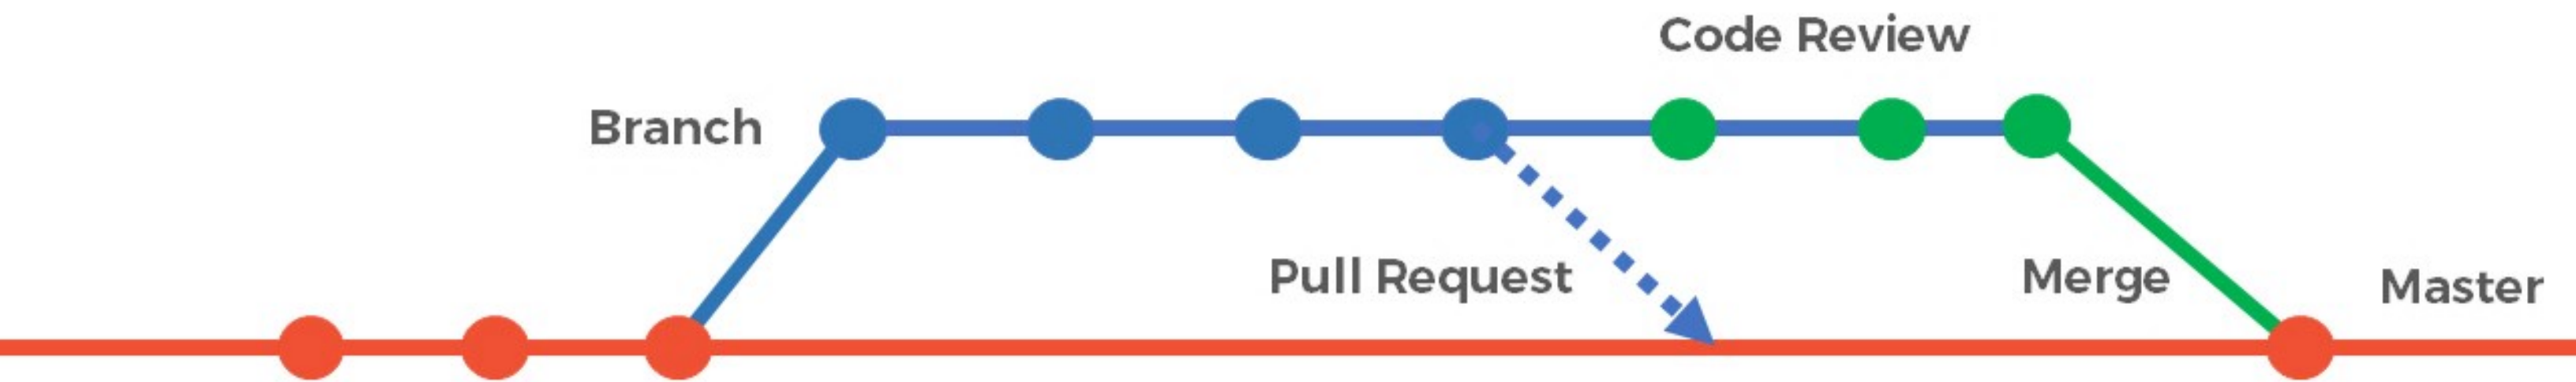 Code Review
Branch
Pull Request
Merge
Master